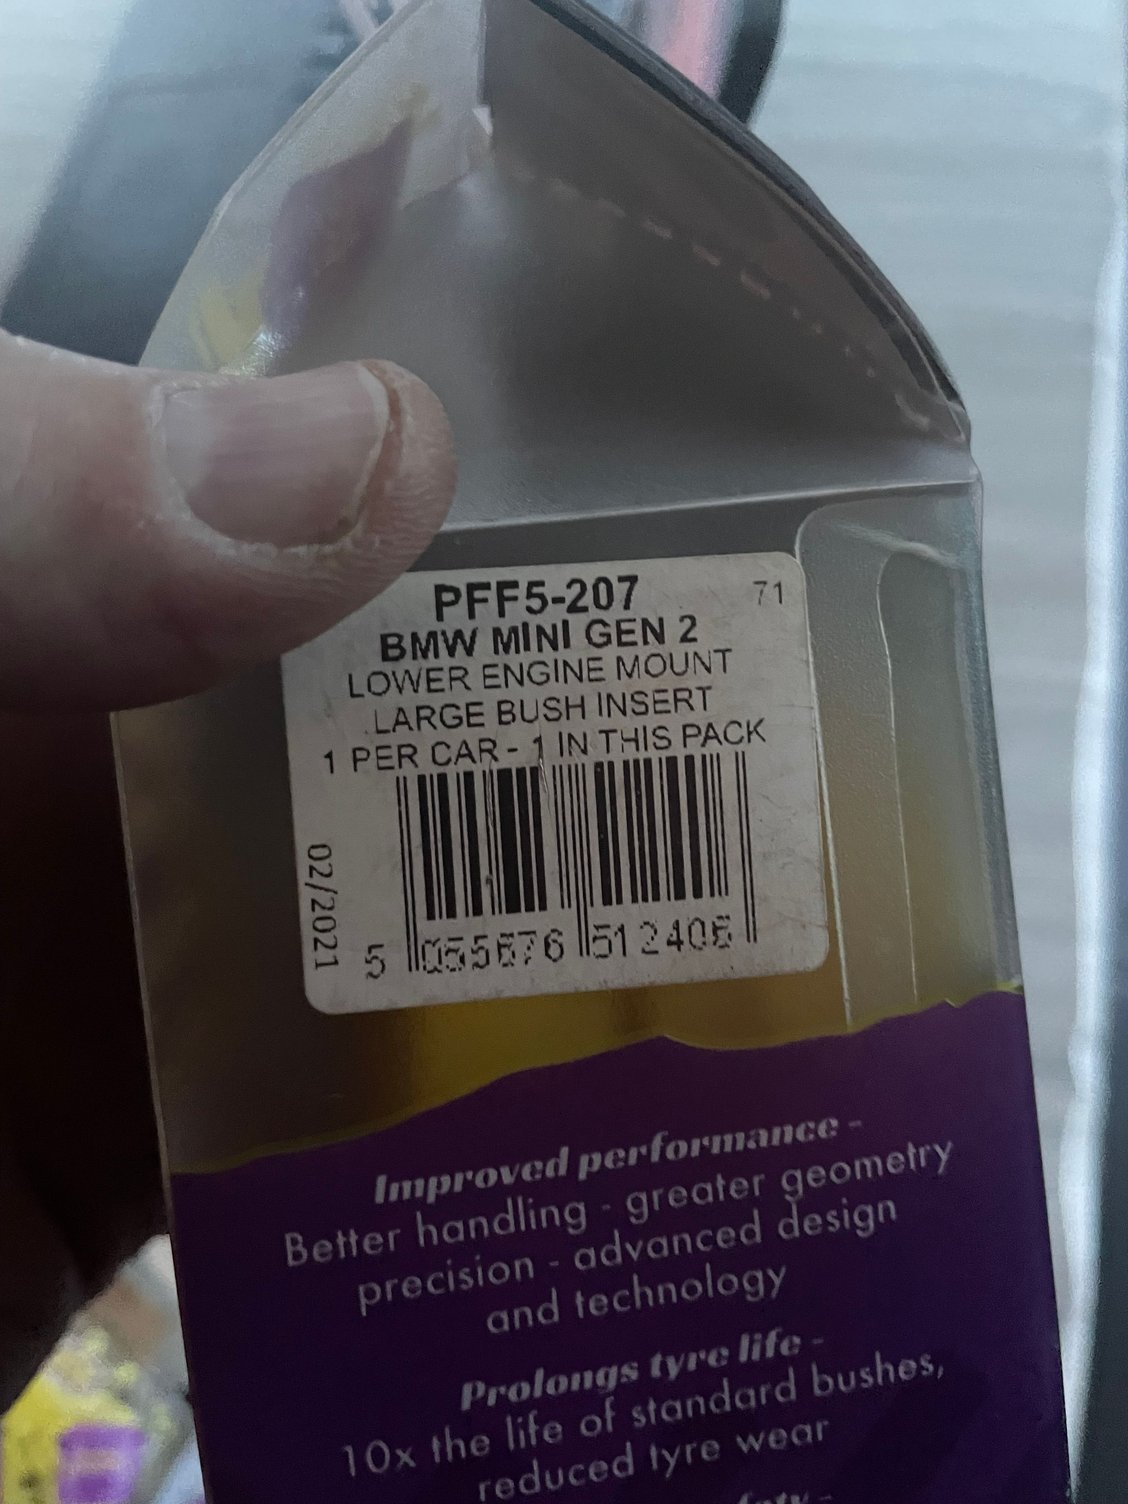 PFF5-207
71
BMW MINI GEN 2
LOWER ENGINE MOUNT
LARGE BUSH INSERT
1 PER CAR - 1 IN THIS PACK
02/2021
5 055676 512406
Improved performance -
Better handling - greater geometry
precision - advanced design
and technology
Prolongs tyre life -
10x the life of standard bushes,
reduced tyre wear